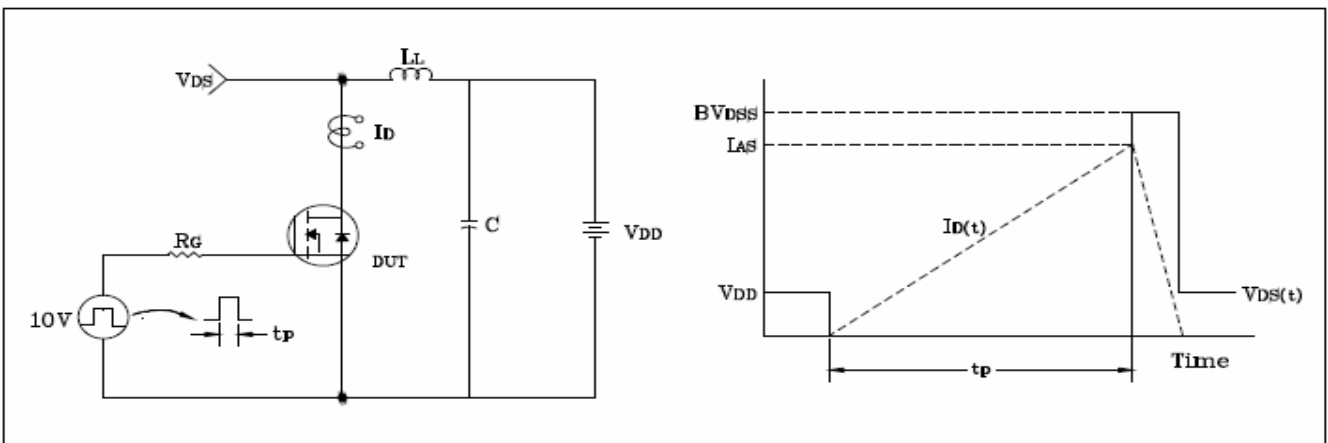 LL
VDS
ID
RG
C
VDD
DUT
10V
tp
BVDSS
IAS
ID(t)
VDD
VDS(t)
tp
Time